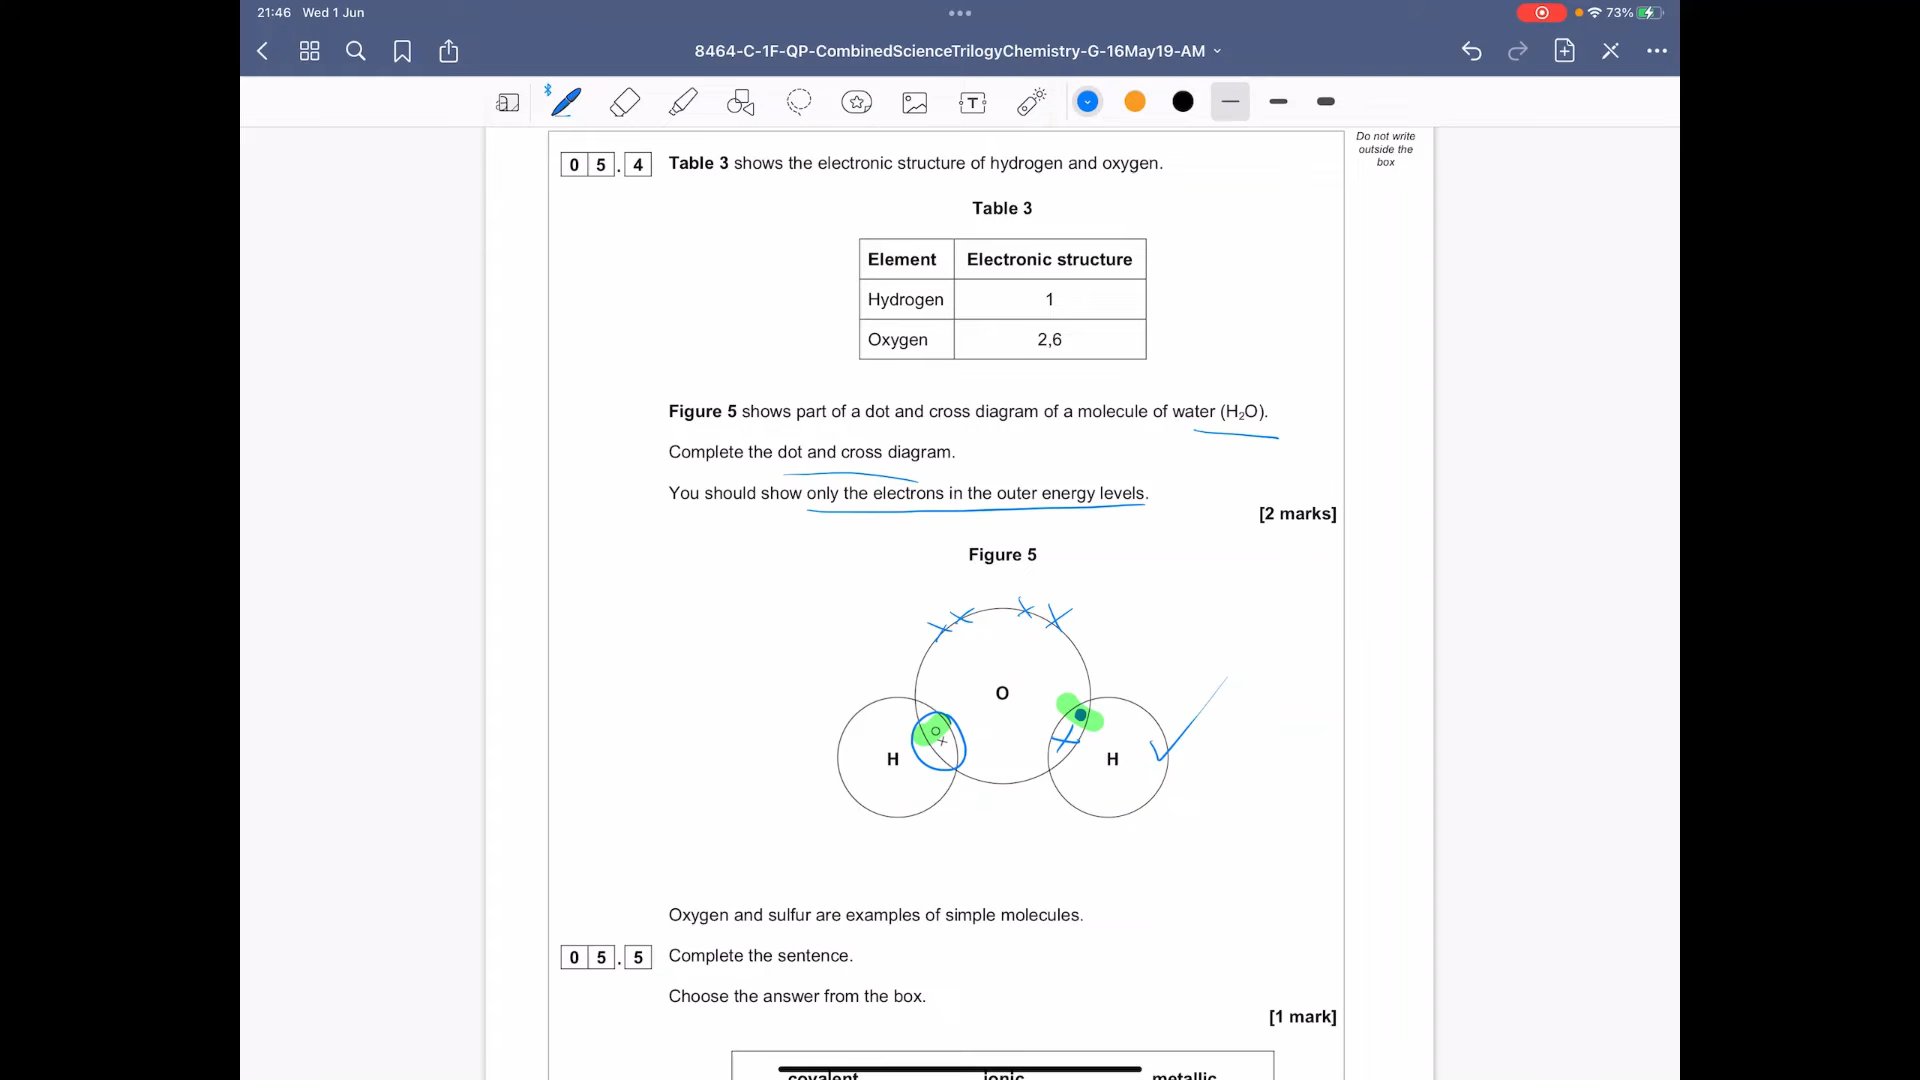 21:46 Wed 1 Jun
73%
8464-C-1F-QP-CombinedScienceTrilogyChemistry-G-16May19-AM
Do not write
outside the
box
0 5 . 4 Table 3 shows the electronic structure of hydrogen and oxygen.
Table 3
Element Electronic structure
Hydrogen 1
Oxygen 2,6
Figure 5 shows part of a dot and cross diagram of a molecule of water (H₂O).
Complete the dot and cross diagram.
You should show only the electrons in the outer energy levels.
[2 marks]
Figure 5
O
H H
Oxygen and sulfur are examples of simple molecules.
0 5 . 5 Complete the sentence.
Choose the answer from the box.
[1 mark]
covalent ionic metallic